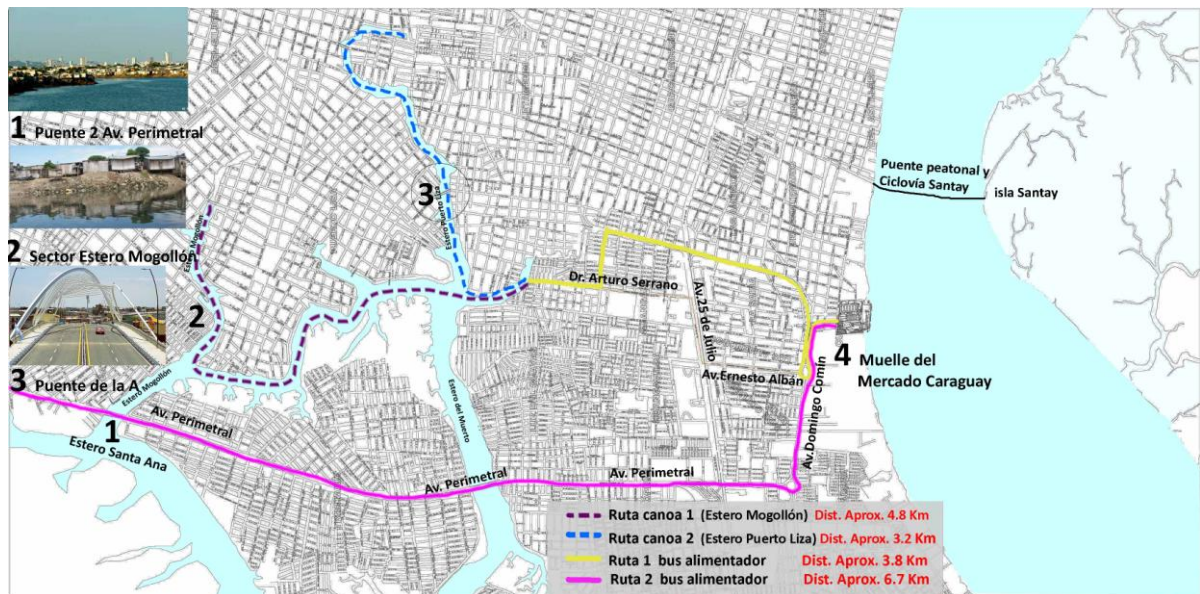 1 Puente 2 Av. Perimetral
2 Sector Estero Mogollón
3 Puente de la A
Estero Mogollón
2
Estero Mogollón
1
Av. Perimetral
Estero Santa Ana
Av. Perimetral
Av. Perimetral
3
Estero Puerto Liza
Estero del Muerto
Dr. Arturo Serrano
Av.25 de Julio
Av.Ernesto Albán
Av.Domingo Comín
4 Muelle del
Mercado Caraguay
Puente peatonal y
Ciclovía Santay
isla Santay
Ruta canoa 1 (Estero Mogollón) Dist. Aprox. 4.8 Km
Ruta canoa 2 (Estero Puerto Liza) Dist. Aprox. 3.2 Km
Ruta 1 bus alimentador Dist. Aprox. 3.8 Km
Ruta 2 bus alimentador Dist. Aprox. 6.7 Km